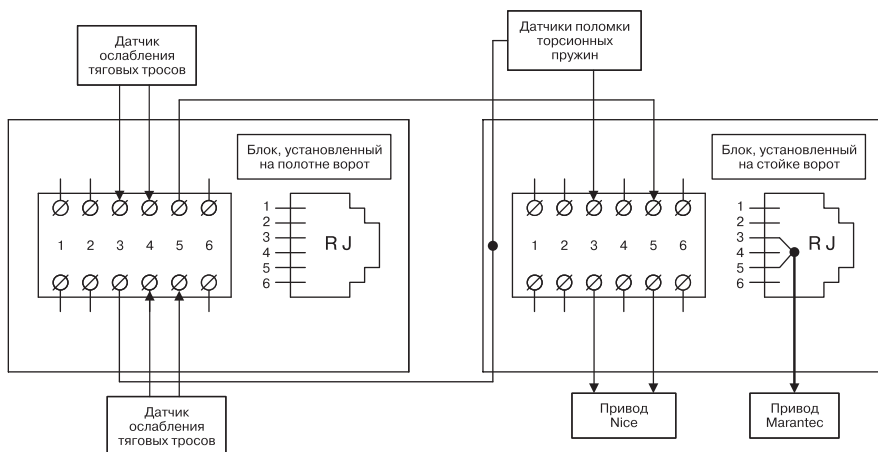 Датчик
ослабления
тяговых тросов
Датчики поломки
торсионных
пружин
Блок, установленный
на полотне ворот
1 2 3 4 5 6
1
2
3
4
5
6
RJ
Блок, установленный
на стойке ворот
1 2 3 4 5 6
1
2
3
4
5
6
RJ
Датчик
ослабления
тяговых тросов
Привод
Nice
Привод
Marantec